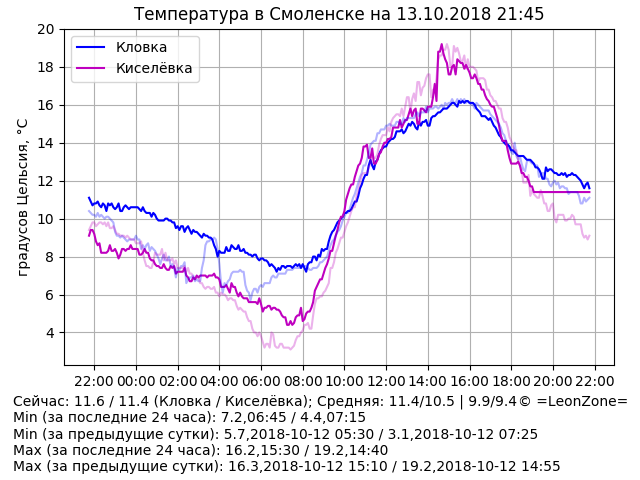 Температура в Смоленске на 13.10.2018 21:45
Кловка
Киселёвка
градусов Цельсия, °C
20
18
16
14
12
10
8
6
4
22:00 00:00 02:00 04:00 06:00 08:00 10:00 12:00 14:00 16:00 18:00 20:00 22:00
Сейчас: 11.6 / 11.4 (Кловка / Киселёвка); Средняя: 11.4/10.5 | 9.9/9.4© =LeonZone=
Min (за последние 24 часа): 7.2,06:45 / 4.4,07:15
Min (за предыдущие сутки): 5.7,2018-10-12 05:30 / 3.1,2018-10-12 07:25
Max (за последние 24 часа): 16.2,15:30 / 19.2,14:40
Max (за предыдущие сутки): 16.3,2018-10-12 15:10 / 19.2,2018-10-12 14:55